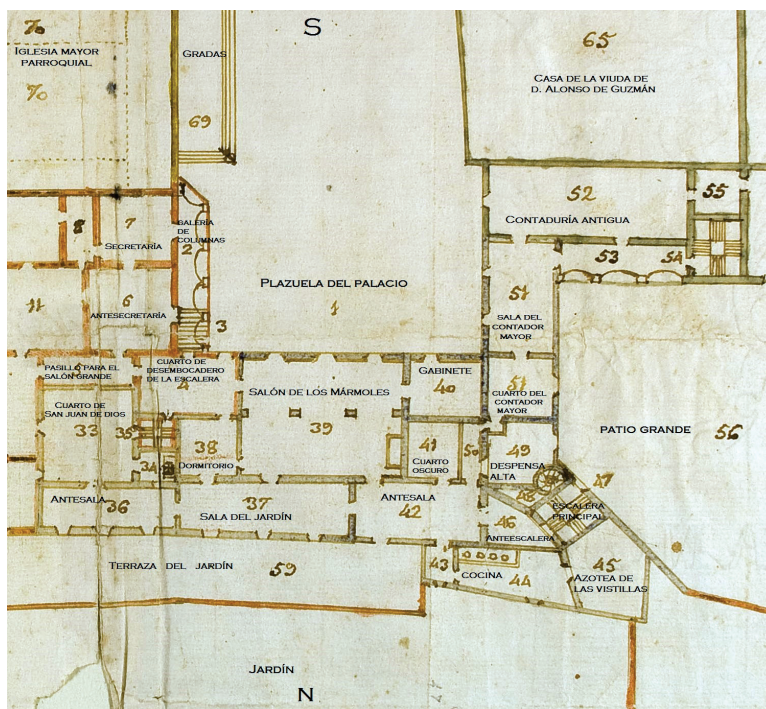 S
70
IGLESIA MAYOR
PARROQUIAL
70
GRADAS
69
65
CASA DE LA VIUDA DE
D. ALONSO DE GUZMÁN
52
CONTADURÍA ANTIGUA
55
53
54
8
7
SECRETARÍA
BALERÍA
DE
COLUMNAS
2
PLAZUELA DEL PALACIO
1
3
11
6
ANTESECRETARÍA
51
SALA DEL
CONTADOR
MAYOR
PASILLO PARA EL
SALÓN GRANDE
CUARTO DE
DESEMBOCADERO
DE LA ESCALERA
4
SALÓN DE LOS MÁRMOLES
39
GABINETE
40
51
CUARTO DEL
CONTADOR
MAYOR
CUARTO DE
SAN JUAN DE DIOS
33
35
34
38
DORMITORIO
41
CUARTO
OSCURO
50
49
DESPENSA
ALTA
PATIO GRANDE
56
47
48
ESCALERA
PRINCIPAL
ANTESALA
36
37
SALA DEL JARDÍN
ANTESALA
42
46
ANTEESCALERA
TERRAZA DEL JARDÍN
59
43
COCINA
44
45
AZOTEA DE
LAS VISTILLAS
JARDÍN
N